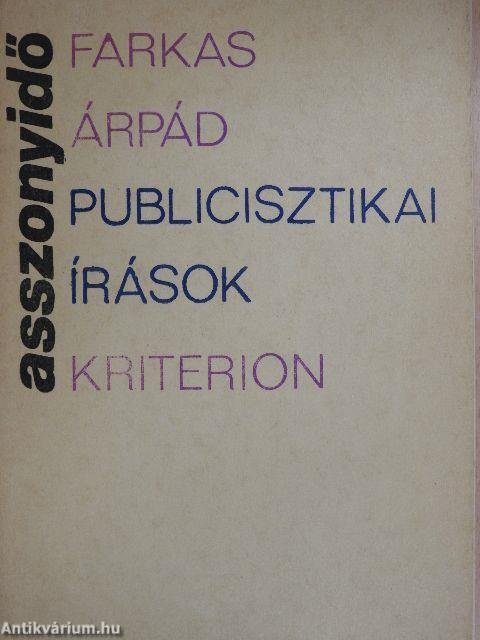 asszonyidő
FARKAS
ÁRPÁD
PUBLICISZTIKAI
ÍRÁSOK
KRITERION
Antikvárium.hu